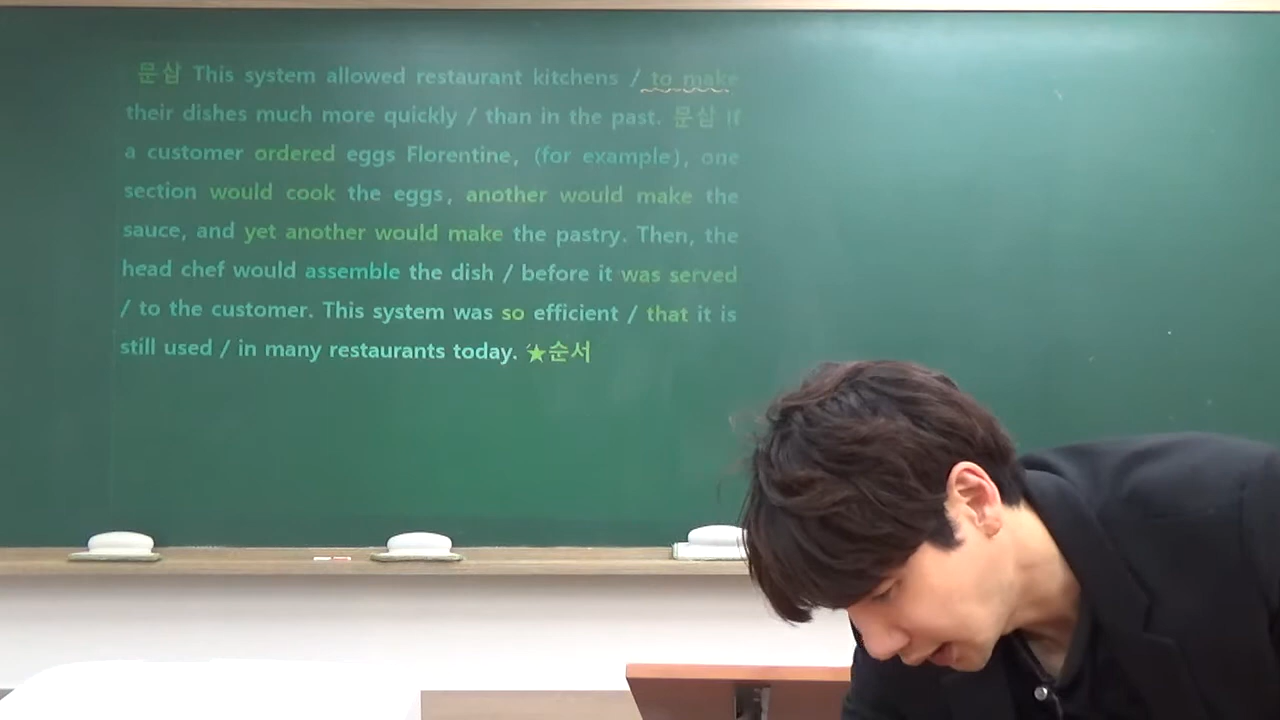 문삽 This system allowed restaurant kitchens / to make
their dishes much more quickly / than in the past. 문삽 If
a customer ordered eggs Florentine, (for example), one
section would cook the eggs, another would make the
sauce, and yet another would make the pastry. Then, the
head chef would assemble the dish / before it was served
/ to the customer. This system was so efficient / that it is
still used / in many restaurants today. ★순서